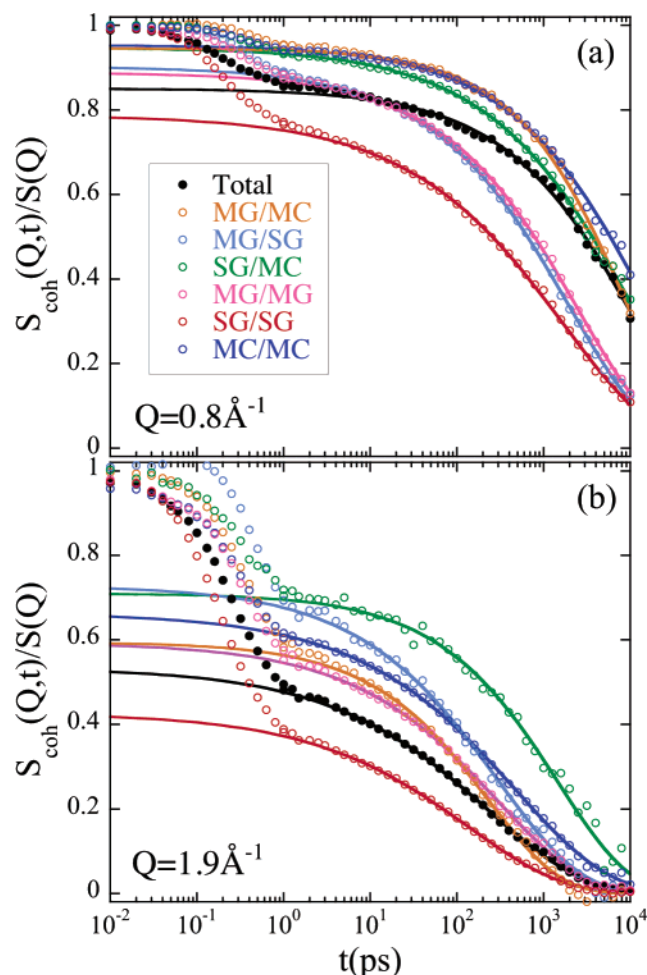 (a)
1
0.8
0.6
0.4
0.2
0
S_coh(Q,t)/S(Q)
Total
MG/MC
MG/SG
SG/MC
MG/MG
SG/SG
MC/MC
Q=0.8Å⁻¹
(b)
1
0.8
0.6
0.4
0.2
0
S_coh(Q,t)/S(Q)
Q=1.9Å⁻¹
10⁻² 10⁻¹ 10⁰ 10¹ 10² 10³ 10⁴
t(ps)